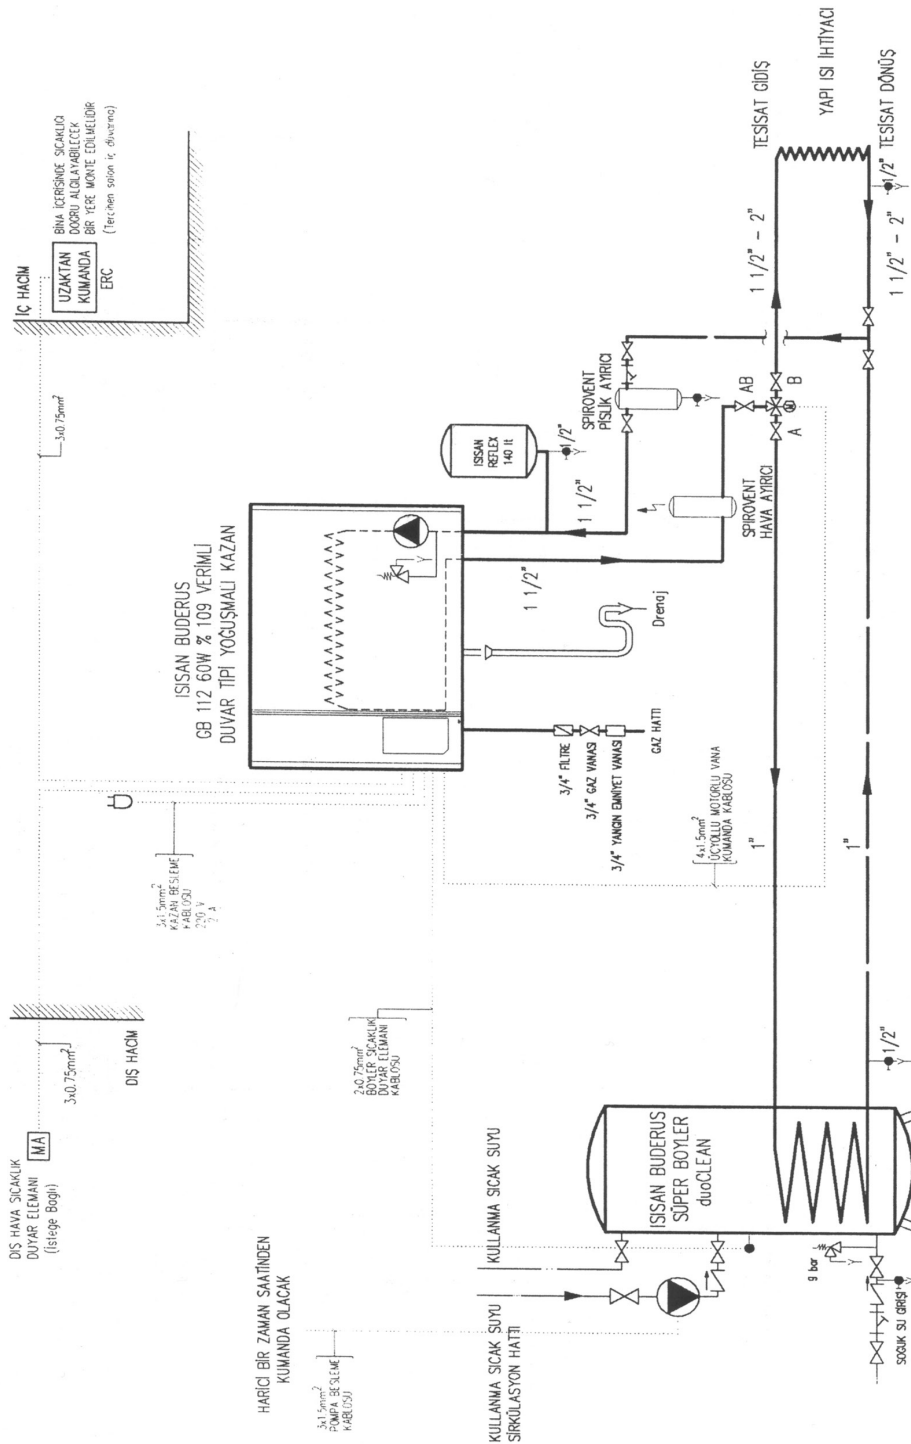 DIŞ HAVA SICAKLIK
DUYAR ELEMANI
(İsteğe Bağlı)
MA
3x0.75mm²
DIŞ HACİM
3x1.5mm²
KAZAN BESLEME
KABLOSU
220 V
2 A
3x0.75mm²
İÇ HACİM
UZAKTAN
KUMANDA
ERC
BİNA İÇERİSİNDE SICAKLIĞI
DOĞRU ALGILAYABİLECEK
BİR YERE MONTE EDİLMELİDİR
(Tercihen salon iç duvarına)
ISISAN BUDERUS
GB 112 60W % 109 VERİMLİ
DUVAR TİPİ YOĞUŞMALI KAZAN
ISISAN
REFLEX
140 lt
1/2"
1 1/2"
1 1/2"
SPIROVENT
PİSLİK AYIRICI
SPIROVENT
HAVA AYIRICI
AB
B
A
M
Drenaj
3/4" FİLTRE
3/4" GAZ VANASI
3/4" YANGIN EMNİYET VANASI
GAZ HATTI
4x1.5mm²
ÜÇYOLLU MOTORLU VANA
KUMANDA KABLOSU
TESİSAT GİDİŞ
YAPI ISI İHTİYACI
TESİSAT DÖNÜŞ
1 1/2" - 2"
1 1/2" - 2"
1/2"
1"
1"
1/2"
HARİCİ BİR ZAMAN SAATİNDEN
KUMANDA OLACAK
3x1.5mm²
POMPA BESLEME
KABLOSU
2x0.75mm²
BOYLER SICAKLIK
DUYAR ELEMANI
KABLOSU
KULLANMA SICAK SUYU
KULLANMA SICAK SUYU
SİRKÜLASYON HATTI
ISISAN BUDERUS
SÜPER BOYLER
duoCLEAN
9 bar
SOĞUK SU GİRİŞİ